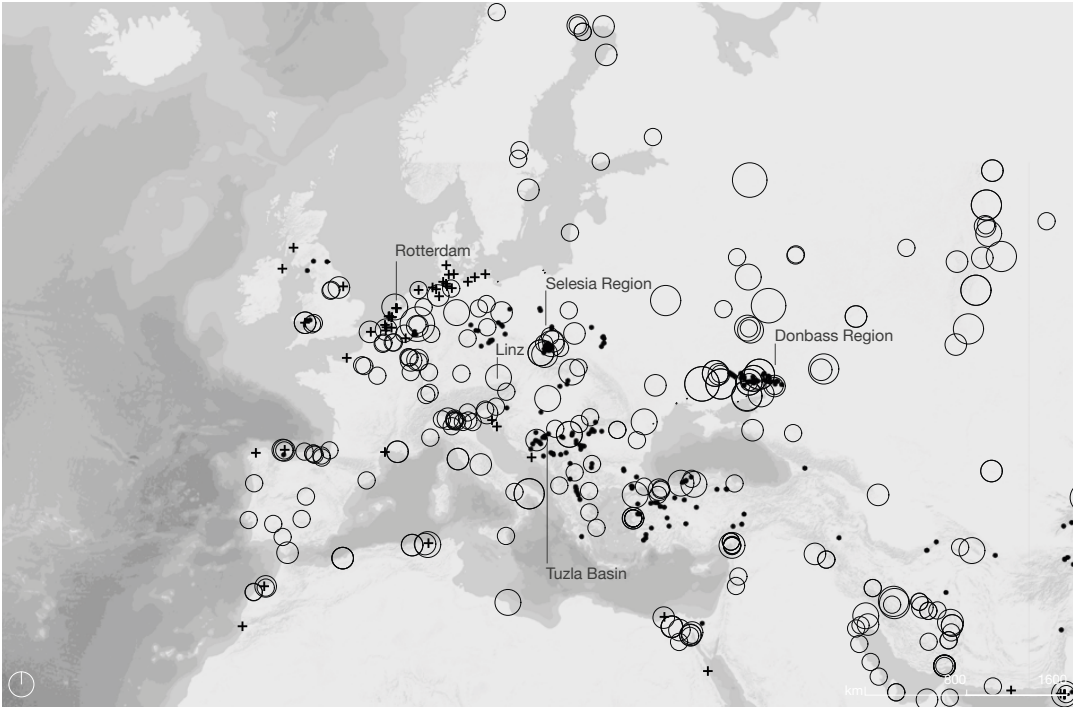 Rotterdam
Selesia Region
Donbass Region
Linz
Tuzla Basin
km 800 1600